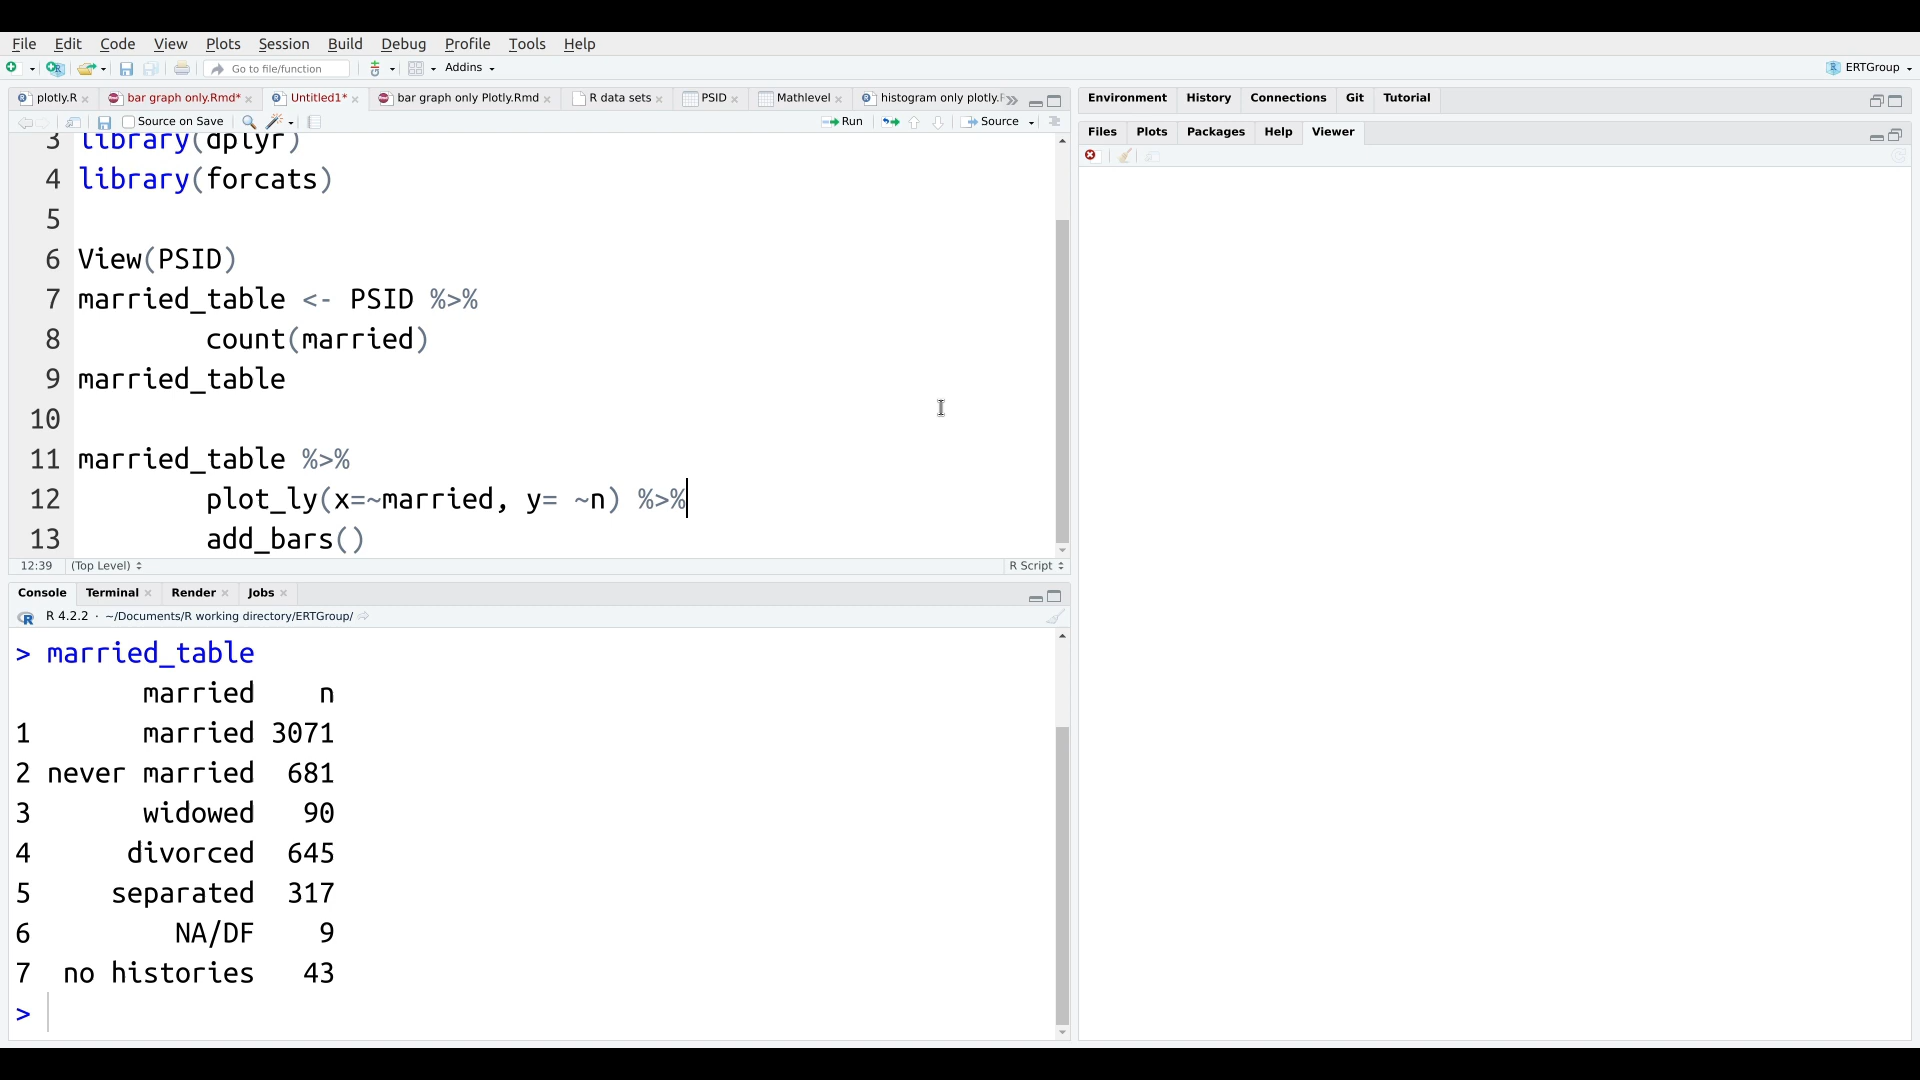 File Edit Code View Plots Session Build Debug Profile Tools Help
Go to file/function Addins ERTGroup
plotly.R bar graph only.Rmd* Untitled1* bar graph only Plotly.Rmd R data sets PSID Mathlevel histogram only plotly.
Source on Save Run Source
3 library(dplyr)
4 library(forcats)
5
6 View(PSID)
7 married_table <- PSID %>%
8 count(married)
9 married_table
10
11 married_table %>%
12 plot_ly(x=~married, y= ~n) %>%
13 add_bars()
12:39 (Top Level) R Script
Console Terminal Render Jobs
R 4.2.2 · ~/Documents/R working directory/ERTGroup/
> married_table
married n
1 married 3071
2 never married 681
3 widowed 90
4 divorced 645
5 separated 317
6 NA/DF 9
7 no histories 43
>
Environment History Connections Git Tutorial
Files Plots Packages Help Viewer